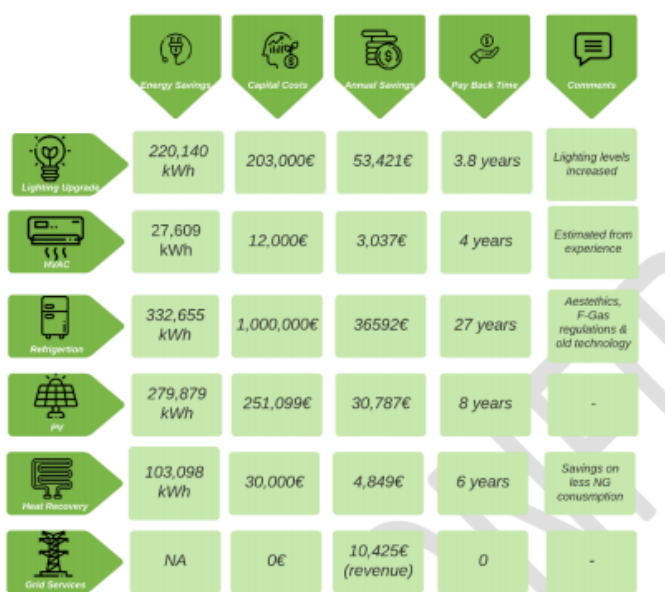 Energy Savings
Capital Costs
Annual Savings
Pay Back Time
Comments
Lighting Upgrade
220,140
kWh
203,000€
53,421€
3.8 years
LIighting levels
increased
HVAC
27,609
kWh
12,000€
3,037€
4 years
Estimated from
experience
Refrigertion
332,655
kWh
1,000,000€
36592€
27 years
Aestethics,
F-Gas
regulations &
old technology
PV
279,879
kWh
251,099€
30,787€
8 years
-
Heat Recovery
103,098
kWh
30,000€
4,849€
6 years
Savings on
less NG
conusmption
Grid Services
NA
0€
10,425€
(revenue)
0
-